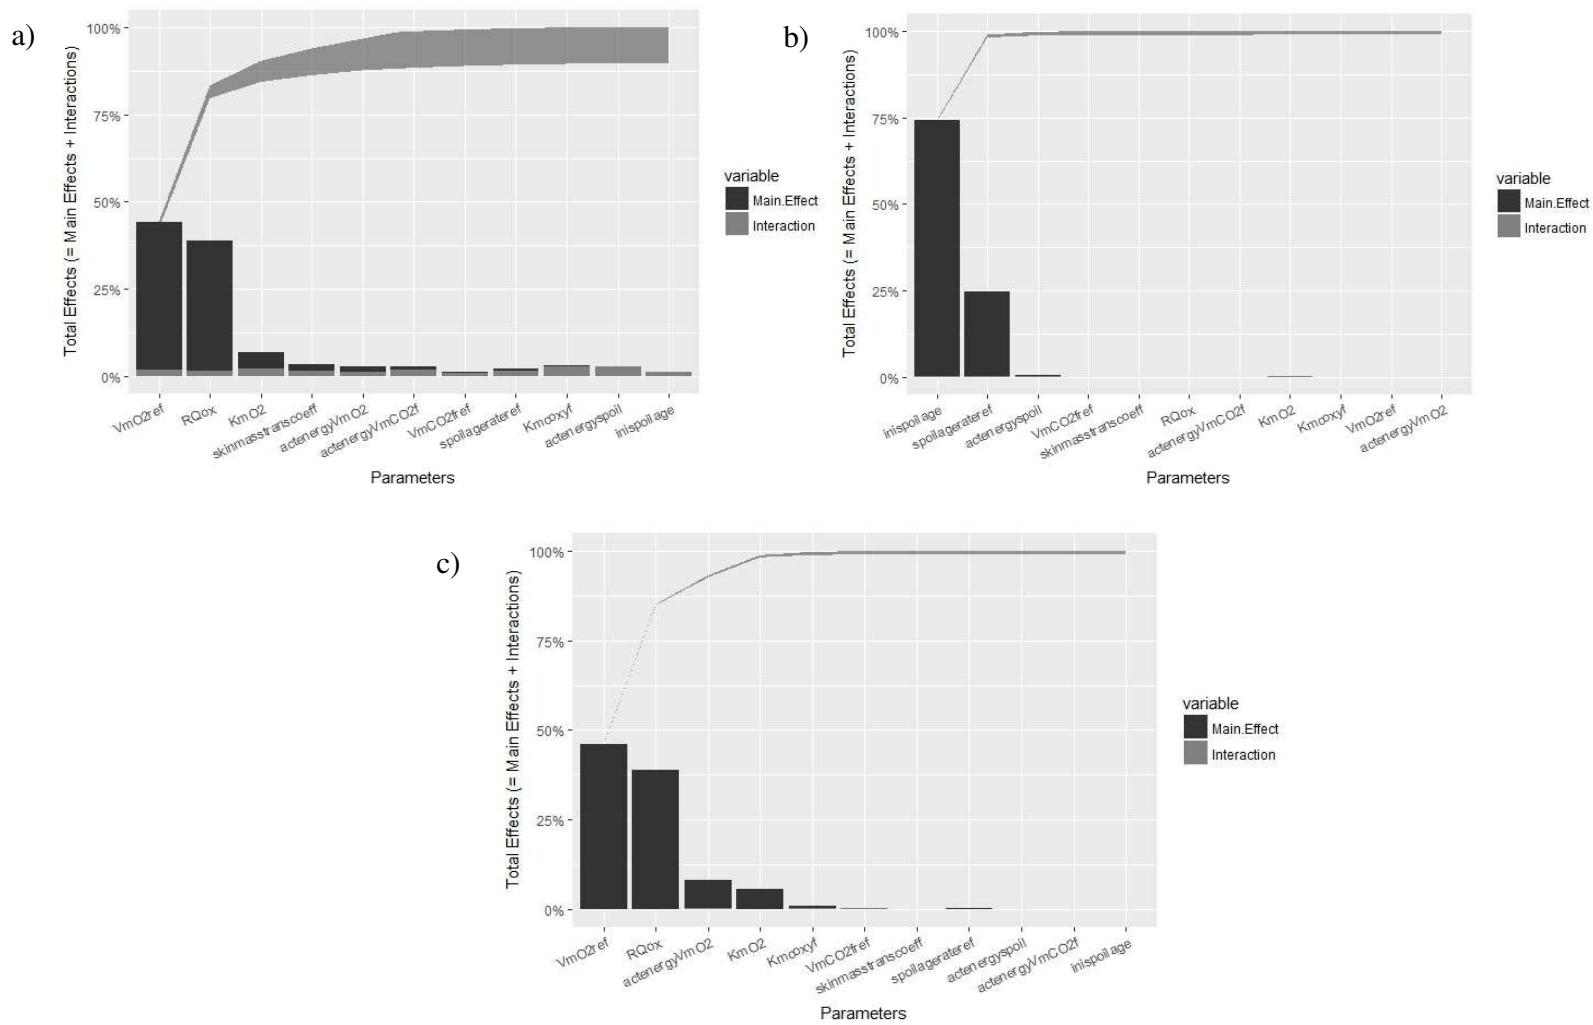 a)
Total Effects (= Main Effects + Interactions)
100%
75%
50%
25%
0%
VmO2ref
RQox
KmO2
skinmasstranscoeff
actenergyVmO2
actenergyVmCO2f
VmCO2fref
spoilagerateref
Kmcoxyf
actenergyspoil
inispoilage
Parameters
variable
Main.Effect
Interaction
b)
Total Effects (= Main Effects + Interactions)
100%
75%
50%
25%
0%
inispoilage
spoilagerateref
actenergyspoil
VmCO2fref
skinmasstranscoeff
RQox
actenergyVmCO2f
KmO2
Kmcoxyf
VmO2ref
actenergyVmO2
Parameters
variable
Main.Effect
Interaction
c)
Total Effects (= Main Effects + Interactions)
100%
75%
50%
25%
0%
VmO2ref
RQox
actenergyVmO2
KmO2
Kmcoxyf
VmCO2fref
skinmasstranscoeff
spoilagerateref
actenergyspoil
actenergyVmCO2f
inispoilage
Parameters
variable
Main.Effect
Interaction